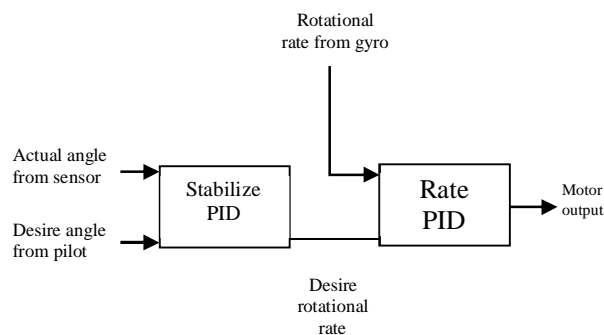 Rotational
rate from gyro
Actual angle
from sensor
Stabilize
PID
Rate
PID
Motor
output
Desire angle
from pilot
Desire
rotational
rate